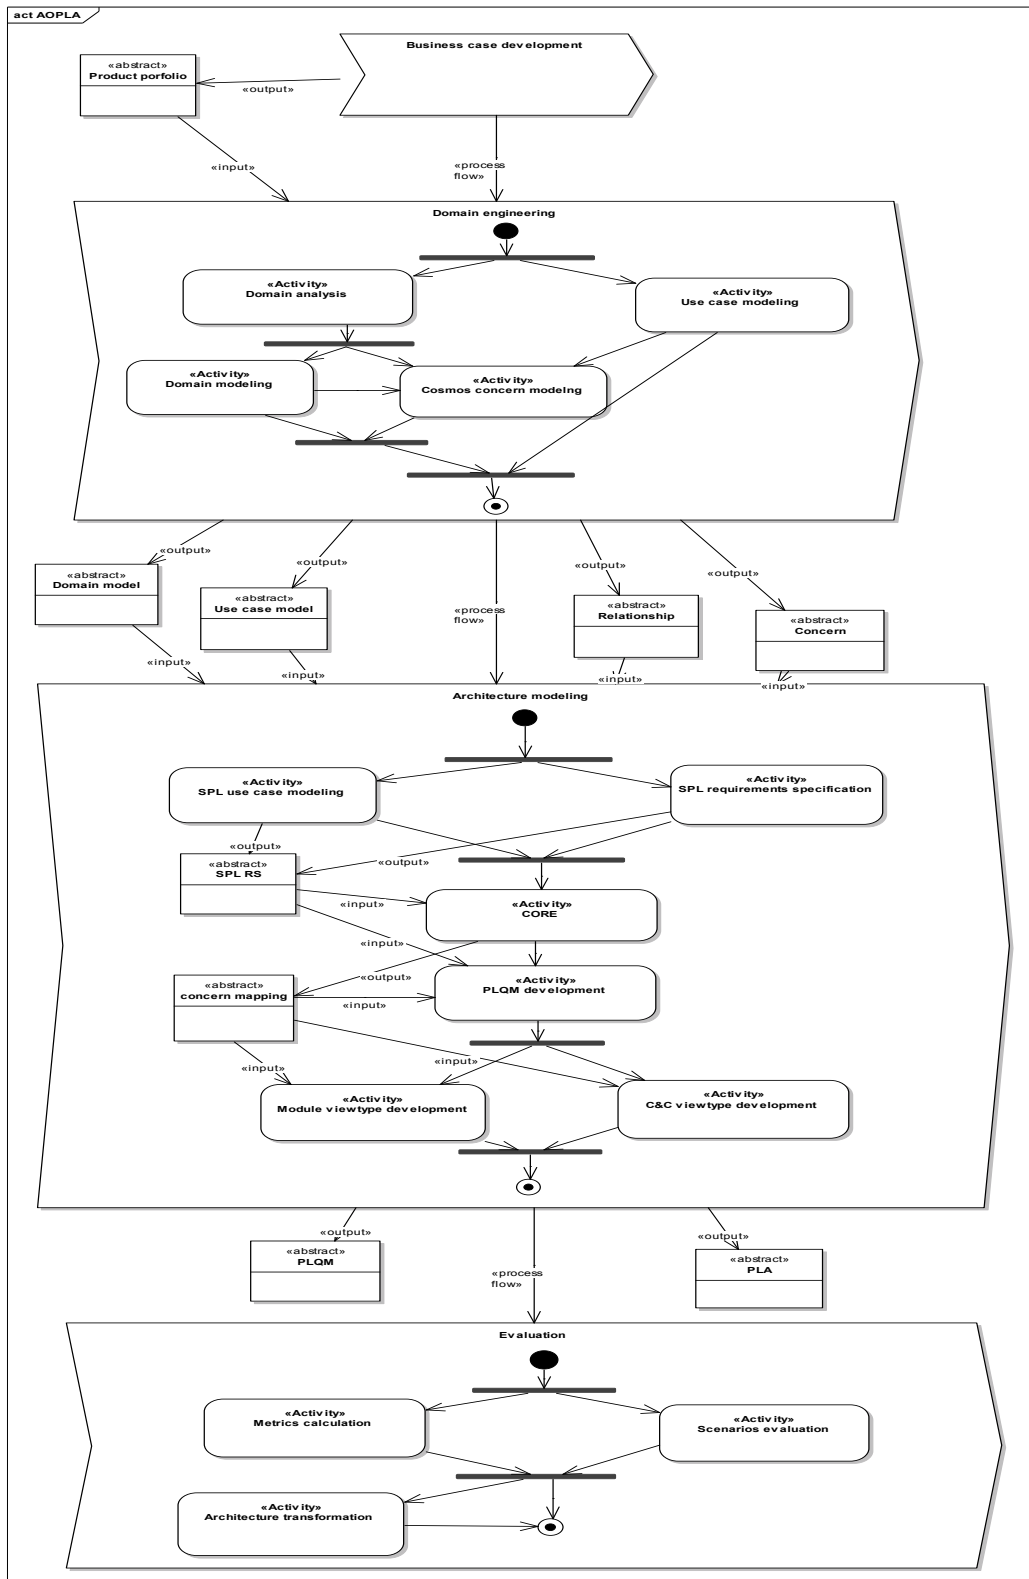 act AOPLA
Business case development
«abstract»
Product porfolio
«output»
«input»
«process
flow»
Domain engineering
«Activity»
Domain analysis
«Activity»
Use case modeling
«Activity»
Domain modeling
«Activity»
Cosmos concern modelng
«output»
«output»
«output»
«output»
«abstract»
Domain model
«abstract»
Use case model
«process
flow»
«abstract»
Relationship
«abstract»
Concern
«input»
«input»
«input»
«input»
Architecture modeling
«Activity»
SPL use case modeling
«Activity»
SPL requirements specification
«output»
«output»
«abstract»
SPL RS
«input»
«Activity»
CORE
«input»
«output»
«abstract»
concern mapping
«input»
«Activity»
PLQM development
«input»
«input»
«Activity»
Module viewtype development
«Activity»
C&C viewtype development
«output»
«output»
«abstract»
PLQM
«process
flow»
«abstract»
PLA
Evaluation
«Activity»
Metrics calculation
«Activity»
Scenarios evaluation
«Activity»
Architecture transformation